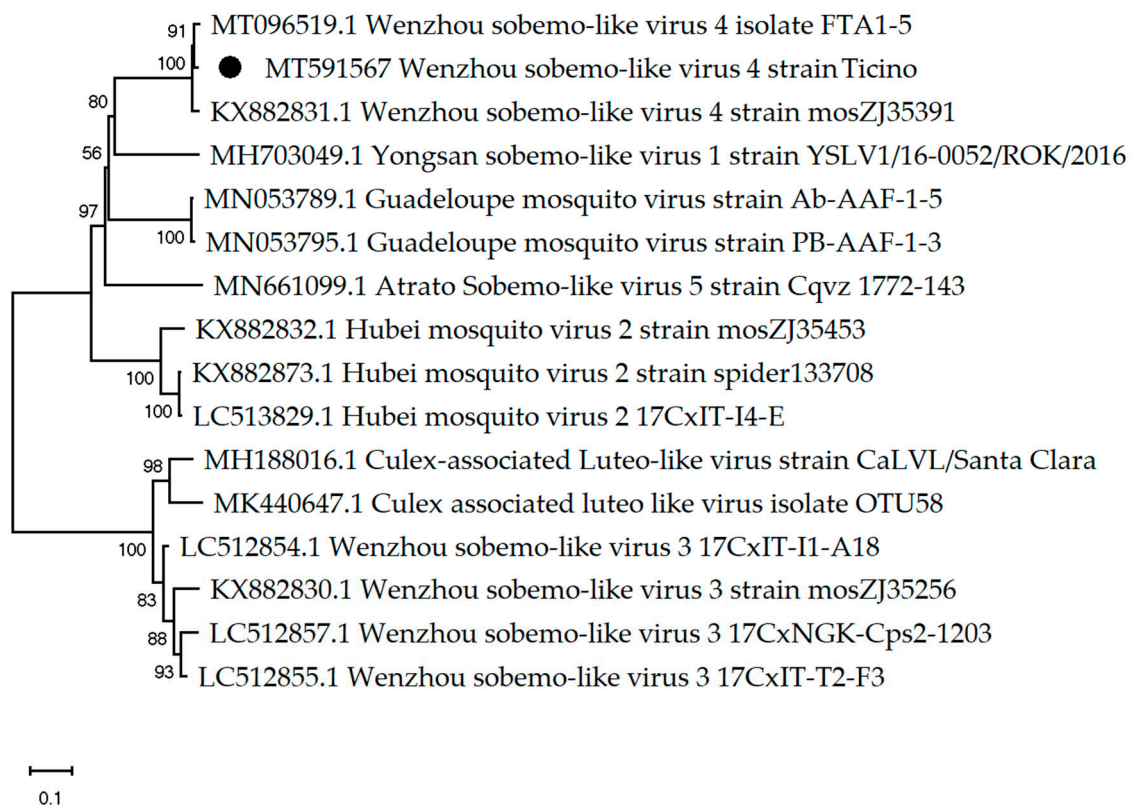 91
MT096519.1 Wenzhou sobemo-like virus 4 isolate FTA1-5
100
MT591567 Wenzhou sobemo-like virus 4 strain Ticino
80
KX882831.1 Wenzhou sobemo-like virus 4 strain mosZJ35391
56
MH703049.1 Yongsan sobemo-like virus 1 strain YSLV1/16-0052/ROK/2016
97
MN053789.1 Guadeloupe mosquito virus strain Ab-AAF-1-5
100
MN053795.1 Guadeloupe mosquito virus strain PB-AAF-1-3
MN661099.1 Atrato Sobemo-like virus 5 strain Cqvz 1772-143
KX882832.1 Hubei mosquito virus 2 strain mosZJ35453
100
KX882873.1 Hubei mosquito virus 2 strain spider133708
100
LC513829.1 Hubei mosquito virus 2 17CxIT-I4-E
98
MH188016.1 Culex-associated Luteo-like virus strain CaLVL/Santa Clara
MK440647.1 Culex associated luteo like virus isolate OTU58
100
LC512854.1 Wenzhou sobemo-like virus 3 17CxIT-I1-A18
83
KX882830.1 Wenzhou sobemo-like virus 3 strain mosZJ35256
88
LC512857.1 Wenzhou sobemo-like virus 3 17CxNGK-Cps2-1203
93
LC512855.1 Wenzhou sobemo-like virus 3 17CxIT-T2-F3
0.1